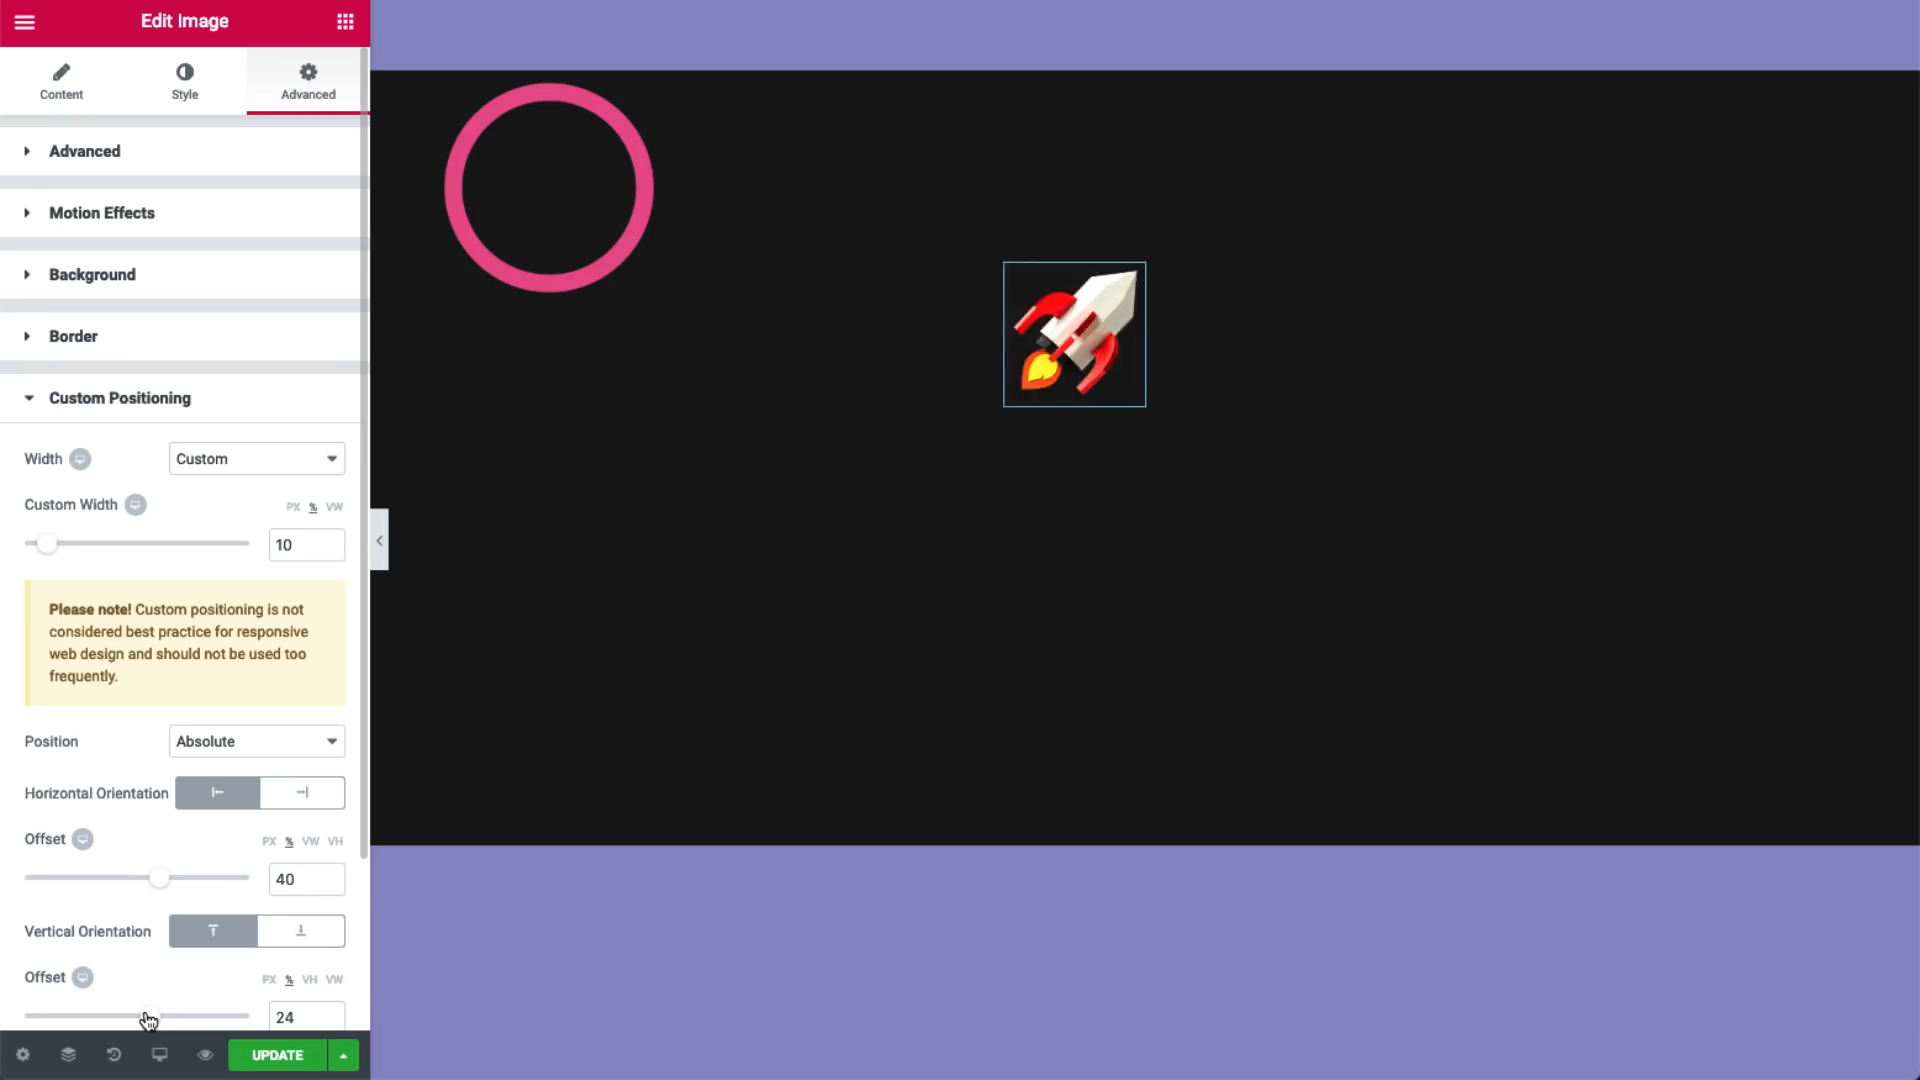 Edit Image
Content
Style
Advanced
Advanced
Motion Effects
Background
Border
Custom Positioning
Width
Custom
Custom Width
PX % VW
10
Please note! Custom positioning is not
considered best practice for responsive
web design and should not be used too
frequently.
Position
Absolute
Horizontal Orientation
Offset
PX % VW VH
40
Vertical Orientation
Offset
PX % VH VW
24
UPDATE